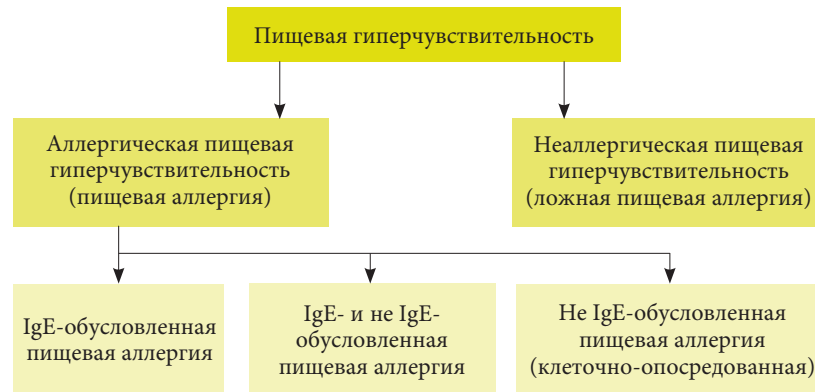 Пищевая гиперчувствительность
Аллергическая пищевая
гиперчувствительность
(пищевая аллергия)
Неаллергическая пищевая
гиперчувствительность
(ложная пищевая аллергия)
IgE-обусловленная
пищевая аллергия
IgE- и не IgE-
обусловленная
пищевая аллергия
Не IgE-обусловленная
пищевая аллергия
(клеточно-опосредованная)